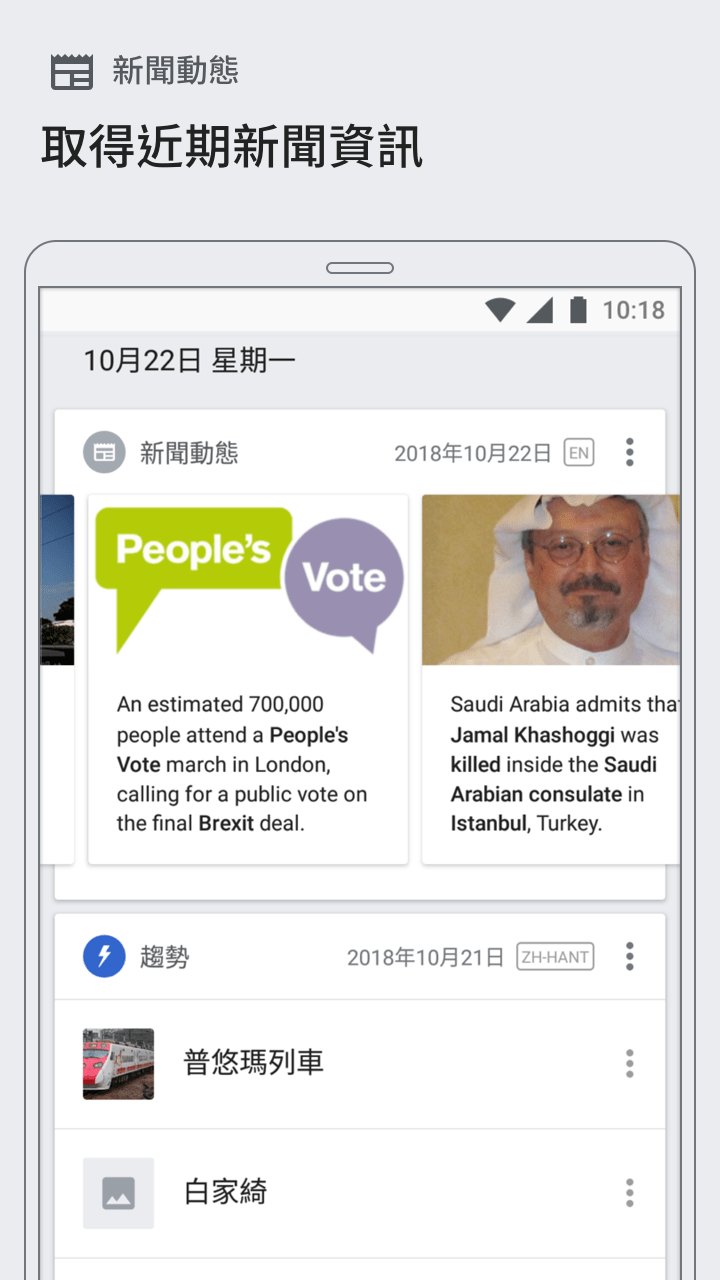 新聞動態
取得近期新聞資訊
10:18
10月22日 星期一
新聞動態
2018年10月22日 EN
People's
Vote
An estimated 700,000
people attend a People's
Vote march in London,
calling for a public vote on
the final Brexit deal.
Saudi Arabia admits tha
Jamal Khashoggi was
killed inside the Saudi
Arabian consulate in
Istanbul, Turkey.
趨勢
2018年10月21日 ZH-HANT
普悠瑪列車
白家綺